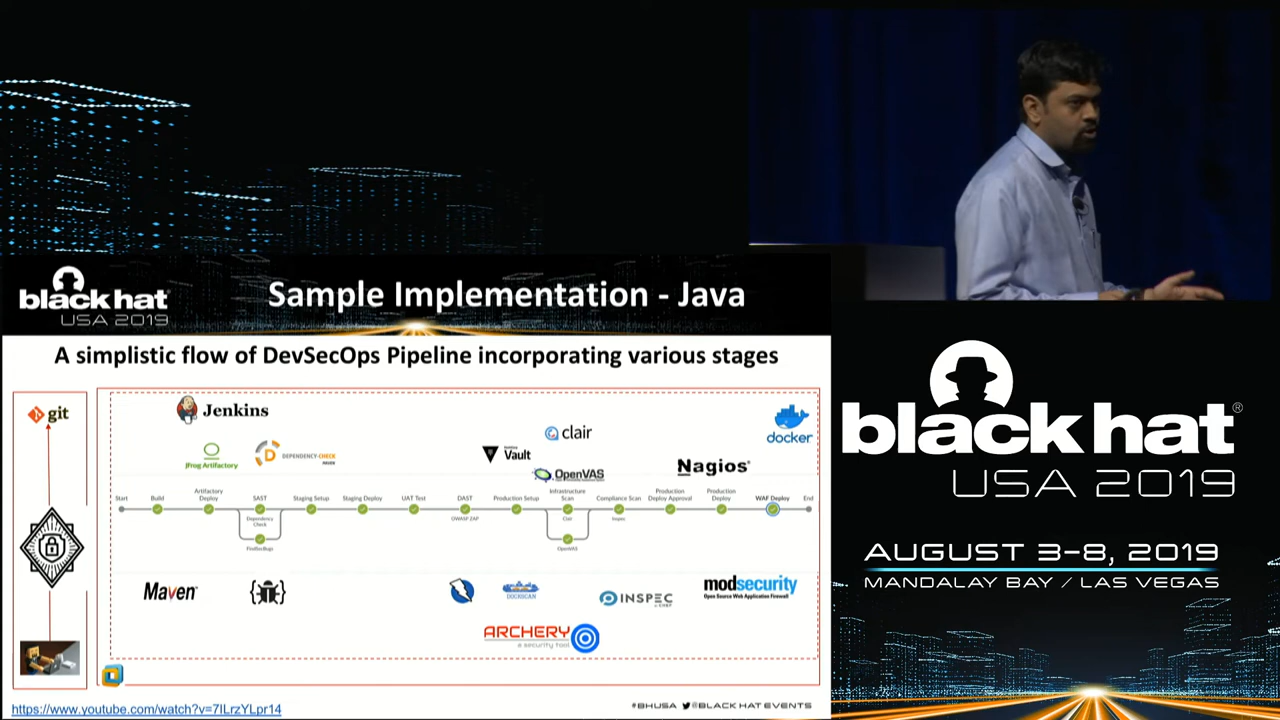 black hat®
USA 2019
Sample Implementation - Java
A simplistic flow of DevSecOps Pipeline incorporating various stages
git
Jenkins
JFrog Artifactory
DEPENDENCY-CHECK
MAVEN
Vault
clair
OpenVAS
Nagios®
docker
Start
Build
Artifactory
Deploy
SAST
Staging Setup
Staging Deploy
UAT Test
DAST
Production Setup
Infrastructure
Scan
Compliance Scan
Production
Deploy Approval
Production
Deploy
WAF Deploy
End
Dependency
Check
FindSecBugs
OWASP ZAP
Clair
OpenVAS
Inspec
Maven™
DOCKSCAN
INSPEC
modsecurity
Open Source Web Application Firewall
ARCHERY
a security tool
https://www.youtube.com/watch?v=7ILrzYLpr14
#BHUSA @BLACK HAT EVENTS
black hat®
USA 2019
AUGUST 3-8, 2019
MANDALAY BAY / LAS VEGAS